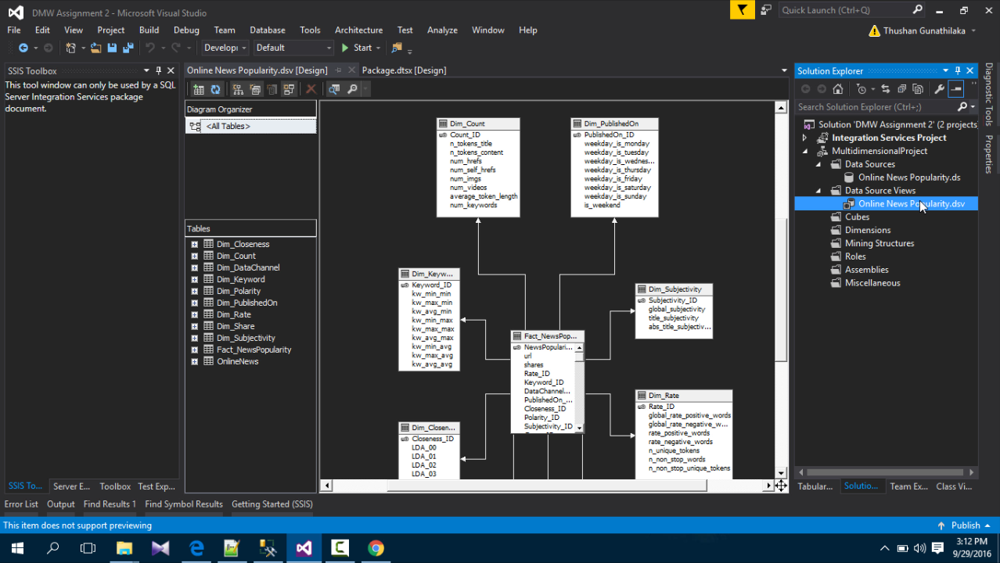 DMW Assignment 2 - Microsoft Visual Studio
Quick Launch (Ctrl+Q)
File Edit View Project Build Debug Team Database Tools Architecture Test Analyze Window Help
Thushan Gunathilaka
Developi
Default
Start
SSIS Toolbox
This tool window can only be used by a SQL
Server Integration Services package
document.
Online News Popularity.dsv [Design]
Package.dtsx [Design]
Diagram Organizer
<All Tables>
Tables
Dim_Closeness
Dim_Count
Dim_DataChannel
Dim_Keyword
Dim_Polarity
Dim_PublishedOn
Dim_Rate
Dim_Share
Dim_Subjectivity
Fact_NewsPopularity
OnlineNews
Dim_Count
Count_ID
n_tokens_title
n_tokens_content
num_hrefs
num_self_hrefs
num_imgs
num_videos
average_token_length
num_keywords
Dim_PublishedOn
PublishedOn_ID
weekday_is_monday
weekday_is_tuesday
weekday_is_wednes...
weekday_is_thursday
weekday_is_friday
weekday_is_saturday
weekday_is_sunday
is_weekend
Dim_Keyw...
Keyword_ID
kw_min_min
kw_max_min
kw_avg_min
kw_min_max
kw_max_max
kw_avg_max
kw_min_avg
kw_max_avg
kw_avg_avg
Dim_Subjectivity
Subjectivity_ID
global_subjectivity
title_subjectivity
abs_title_subjectiv...
Fact_NewsPop...
NewsPopulari...
url
shares
Rate_ID
Keyword_ID
DataChannel...
PublishedOn_...
Closeness_ID
Polarity_ID
Subjectivity_ID
Dim_Rate
Rate_ID
global_rate_positive_words
global_rate_negative_w...
rate_positive_words
rate_negative_words
n_unique_tokens
n_non_stop_words
n_non_stop_unique_tokens
Dim_Closen...
Closeness_ID
LDA_00
LDA_01
LDA_02
LDA_03
Solution Explorer
Search Solution Explorer (Ctrl+;)
Solution 'DMW Assignment 2' (2 projects)
Integration Services Project
MultidimensionalProject
Data Sources
Online News Popularity.ds
Data Source Views
Online News Popularity.dsv
Cubes
Dimensions
Mining Structures
Roles
Assemblies
Miscellaneous
Diagnostic Tools
Properties
SSIS To... Server E... Toolbox Test Exp...
Tabular... Solutio... Team Ex... Class Vi...
Error List Output Find Results 1 Find Symbol Results Getting Started (SSIS)
This item does not support previewing
Publish
3:12 PM
9/29/2016